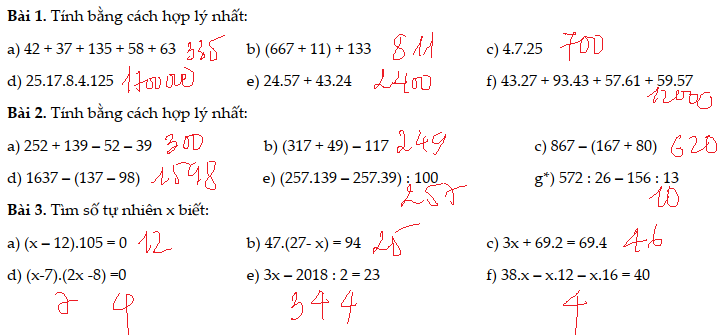 Bài 1. Tính bằng cách hợp lý nhất:
a) 42 + 37 + 135 + 58 + 63 335 b) (667 + 11) + 133 811 c) 4.7.25 700
d) 25.17.8.4.125 1700000 e) 24.57 + 43.24 2400 f) 43.27 + 93.43 + 57.61 + 59.57
12000
Bài 2. Tính bằng cách hợp lý nhất:
a) 252 + 139 – 52 – 39 300 b) (317 + 49) – 117 249 c) 867 – (167 + 80) 620
d) 1637 – (137 – 98) 1598 e) (257.139 – 257.39) : 100 g*) 572 : 26 – 156 : 13
257 10
Bài 3. Tìm số tự nhiên x biết:
a) (x – 12).105 = 0 12 b) 47.(27- x) = 94 25 c) 3x + 69.2 = 69.4 46
d) (x-7).(2x -8) =0 e) 3x – 2018 : 2 = 23 f) 38.x – x.12 – x.16 = 40
7 4 344 4